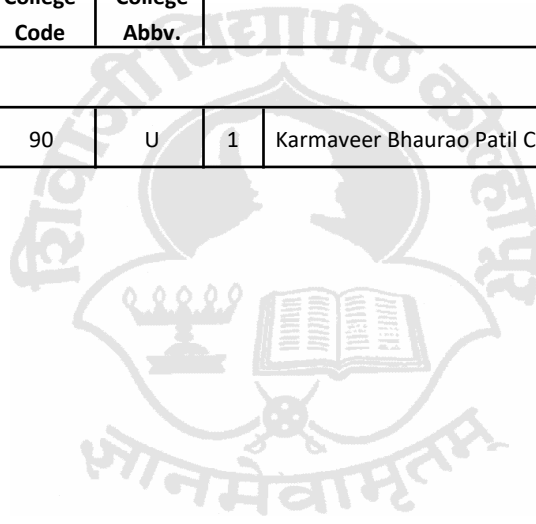 College College
Code Abbv.
90 U 1 Karmaveer Bhaurao Patil C
शिवाजी विद्यापीठ कोल्हापूर
ज्ञानमेवामृतम्